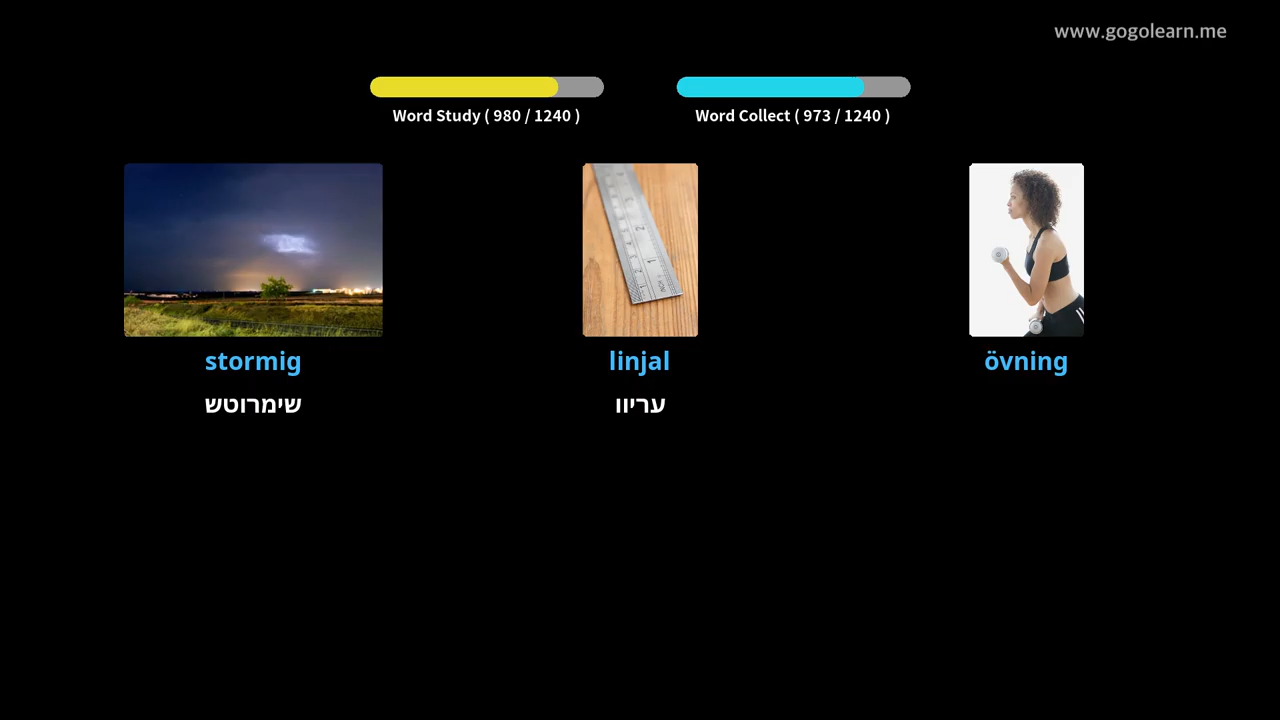 www.gogolearn.me
Word Study ( 980 / 1240 )
Word Collect ( 973 / 1240 )
stormig
שימרוטש
linjal
עריוו
övning